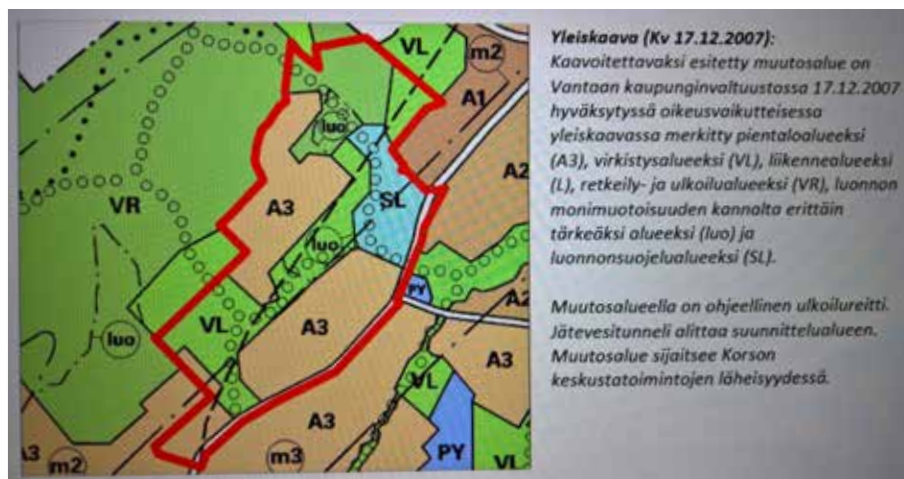 Yleiskaava (Kv 17.12.2007):
Kaavoitettavaksi esitetty muutosalue on
Vantaan kaupunginvaltuustossa 17.12.2007
hyväksytyssä oikeusvaikutteisessa
yleiskaavassa merkitty pientaloalueeksi
(A3), virkistysalueeksi (VL), liikennealueeksi
(L), retkeily- ja ulkoilualueeksi (VR), luonnon
monimuotoisuuden kannalta erittäin
tärkeäksi alueeksi (luo) ja
luonnonsuojelualueeksi (SL).
Muutosalueella on ohjeellinen ulkoilureitti.
Jätevesitunneli alittaa suunnittelualueen.
Muutosalue sijaitsee Korson
keskustatoimintojen läheisyydessä.
VL
m2
A1
luo
A2
VR
A3
SL
luo
PY
A2
luo
VL
A3
A3
VL
A3
A3
m2
m3
PY
VL